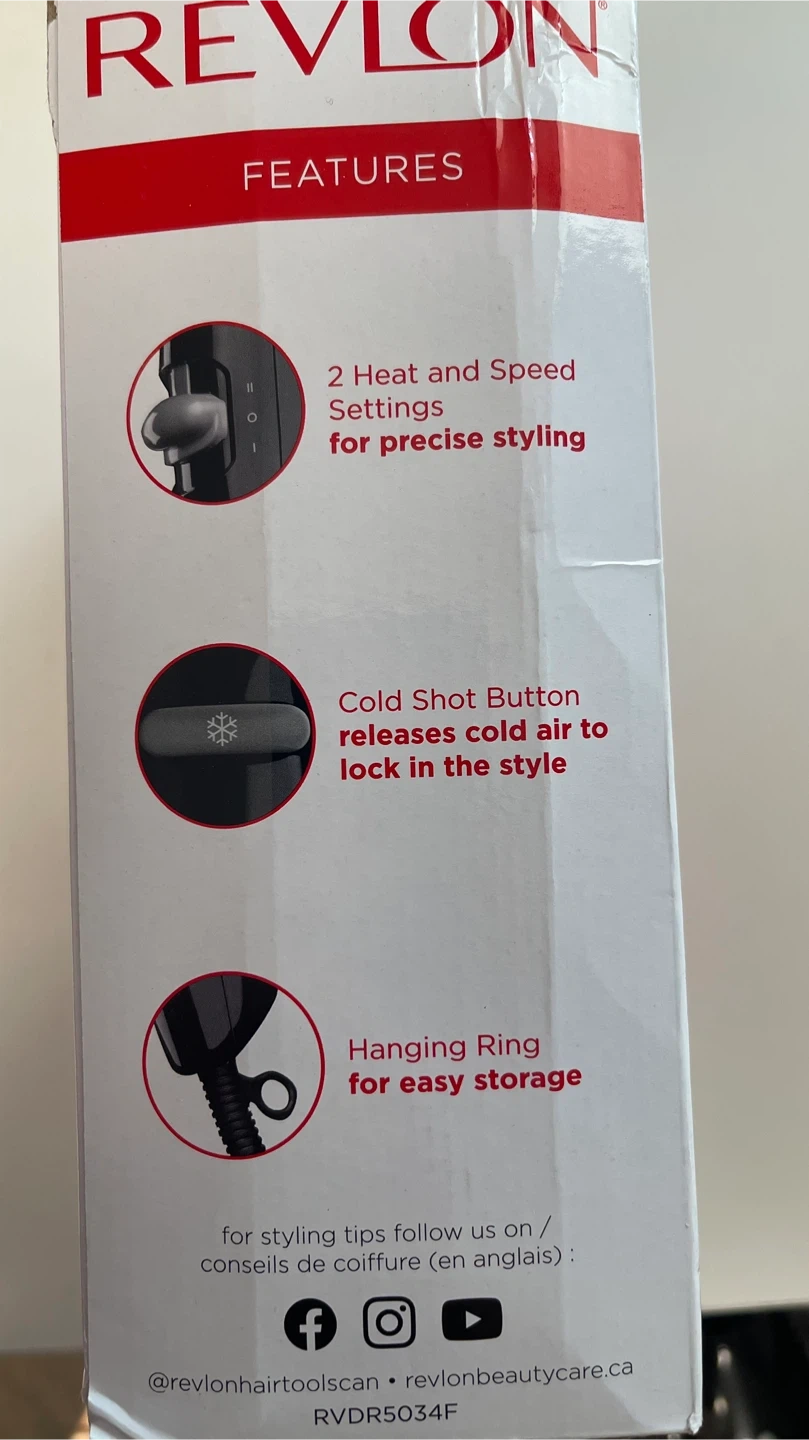 REVLON®
FEATURES
II
O
I
2 Heat and Speed
Settings
for precise styling
Cold Shot Button
releases cold air to
lock in the style
Hanging Ring
for easy storage
for styling tips follow us on /
conseils de coiffure (en anglais) :
@revlonhairtoolscan • revlonbeautycare.ca
RVDR5034F